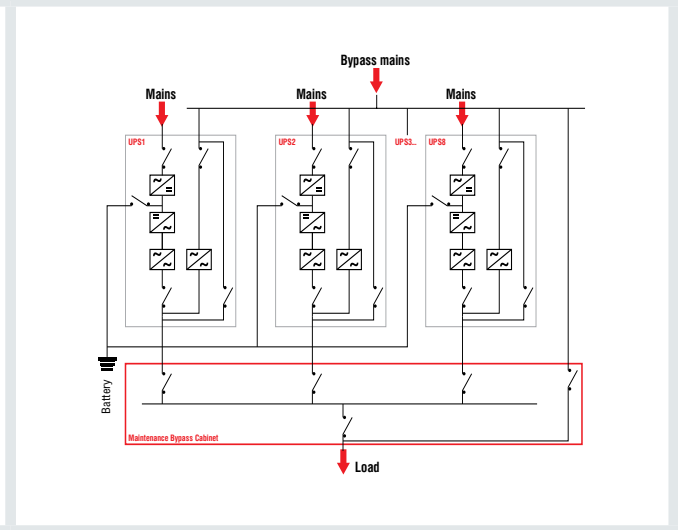 Bypass mains
Mains
Mains
Mains
UPS1
UPS2
UPS3...
UPS8
Battery
Maintenance Bypass Cabinet
Load